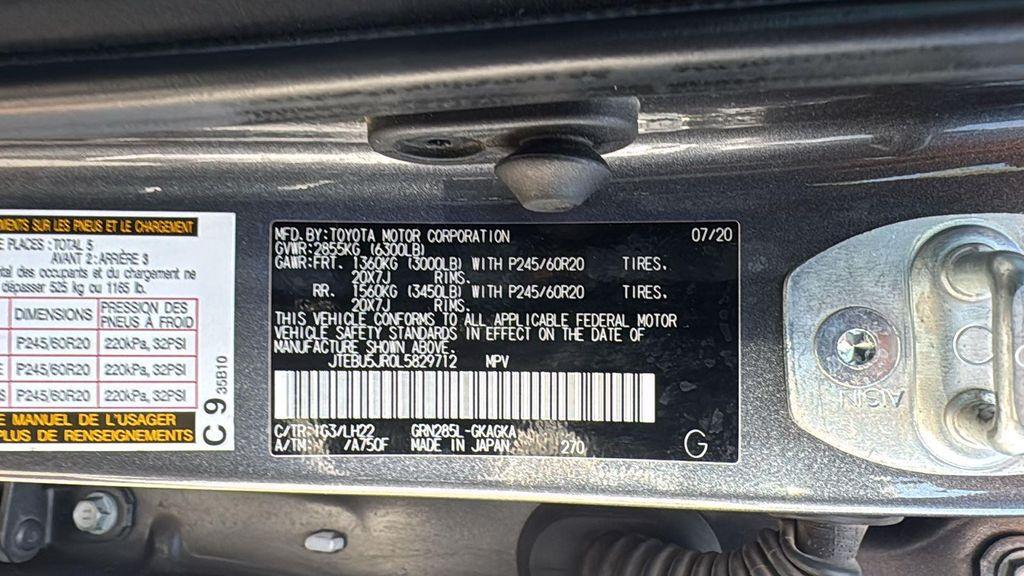 MENTS SUR LES PNEUS ET LE CHARGEMENT
DE PLACES : TOTAL 5
AVANT 2: ARRIÈRE 3
total des occupants et du chargement ne
dépasser 525 kg ou 1165 lb.
DIMENSIONS PRESSION DES PNEUS À FROID
P245/60R20 220kPa, 32PSI
P245/60R20 220kPa, 32PSI
P245/60R20 220kPa, 32PSI
E MANUEL DE L'USAGER
PLUS DE RENSEIGNEMENTS
C9 35B10
MFD.BY:TOYOTA MOTOR CORPORATION 07/20
GVWR:2855KG (6300LB)
GAWR:FRT. 1360KG (3000LB) WITH P245/60R20 TIRES.
20X7J RIMS.
RR. 1560KG (3450LB) WITH P245/60R20 TIRES.
20X7J RIMS.
THIS VEHICLE CONFORMS TO ALL APPLICABLE FEDERAL MOTOR
VEHICLE SAFETY STANDARDS IN EFFECT ON THE DATE OF
MANUFACTURE SHOWN ABOVE.
JTEBU5JR0L5829712 MPV
C/TR:1G3/LH22 GRN285L-GKAGKA
A/TM: /A750F MADE IN JAPAN 270
G
AISIN